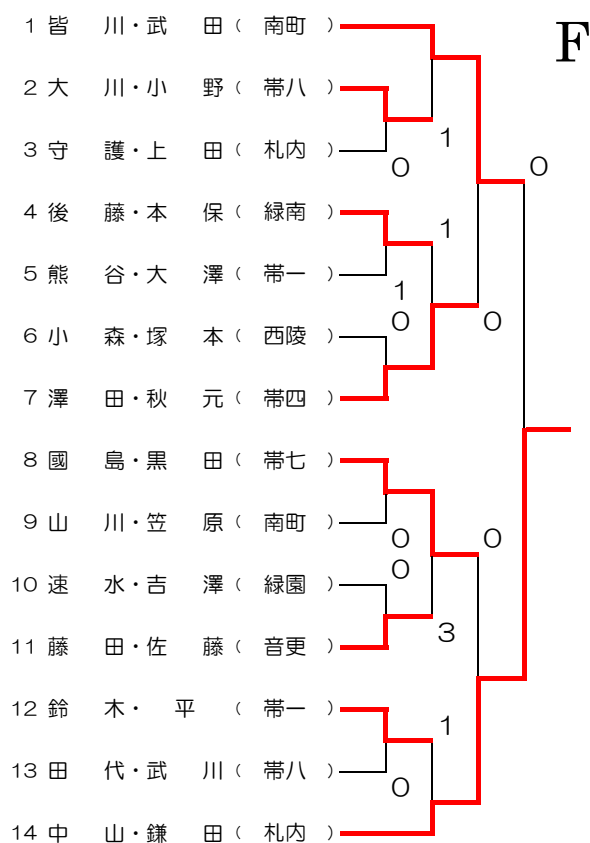 F
1 皆 川・武 田（ 南町 ）
2 大 川・小 野（ 帯八 ）
1
3 守 護・上 田（ 札内 ）
0
0
4 後 藤・本 保（ 緑南 ）
1
5 熊 谷・大 澤（ 帯一 ）
1
0
0
6 小 森・塚 本（ 西陵 ）
7 澤 田・秋 元（ 帯四 ）
8 國 島・黒 田（ 帯七 ）
9 山 川・笠 原（ 南町 ）
0
0
0
10 速 水・吉 澤（ 緑園 ）
3
11 藤 田・佐 藤（ 音更 ）
12 鈴 木・ 平 （ 帯一 ）
1
13 田 代・武 川（ 帯八 ）
0
14 中 山・鎌 田（ 札内 ）